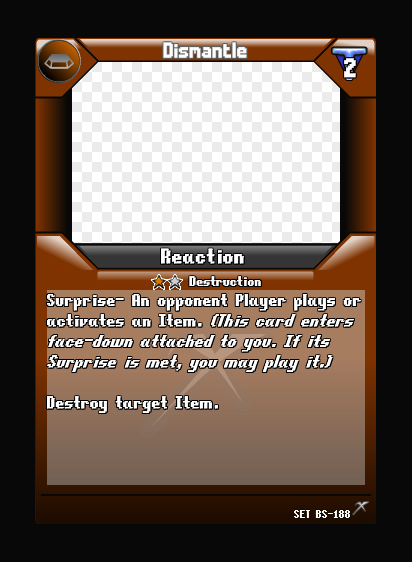 Dismantle
2
Reaction
Destruction
Surprise- An opponent Player plays or
activates an Item. (This card enters
face-down attached to you. If its
Surprise is met, you may play it.)
Destroy target Item.
SET BS-188